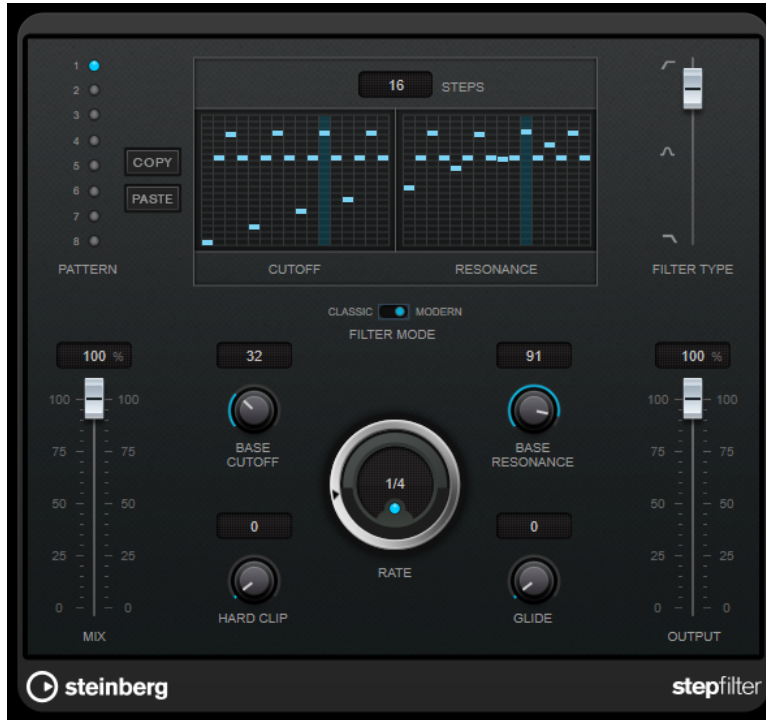 1
2
3
4
5
6
7
8
PATTERN
COPY
PASTE
16 STEPS
CUTOFF
RESONANCE
FILTER TYPE
CLASSIC MODERN
FILTER MODE
100 %
32
91
100 %
100 100
75 75
50 50
25 25
0 0
MIX
BASE
CUTOFF
0
HARD CLIP
1/4
RATE
BASE
RESONANCE
0
GLIDE
100 100
75 75
50 50
25 25
0 0
OUTPUT
steinberg
stepfilter